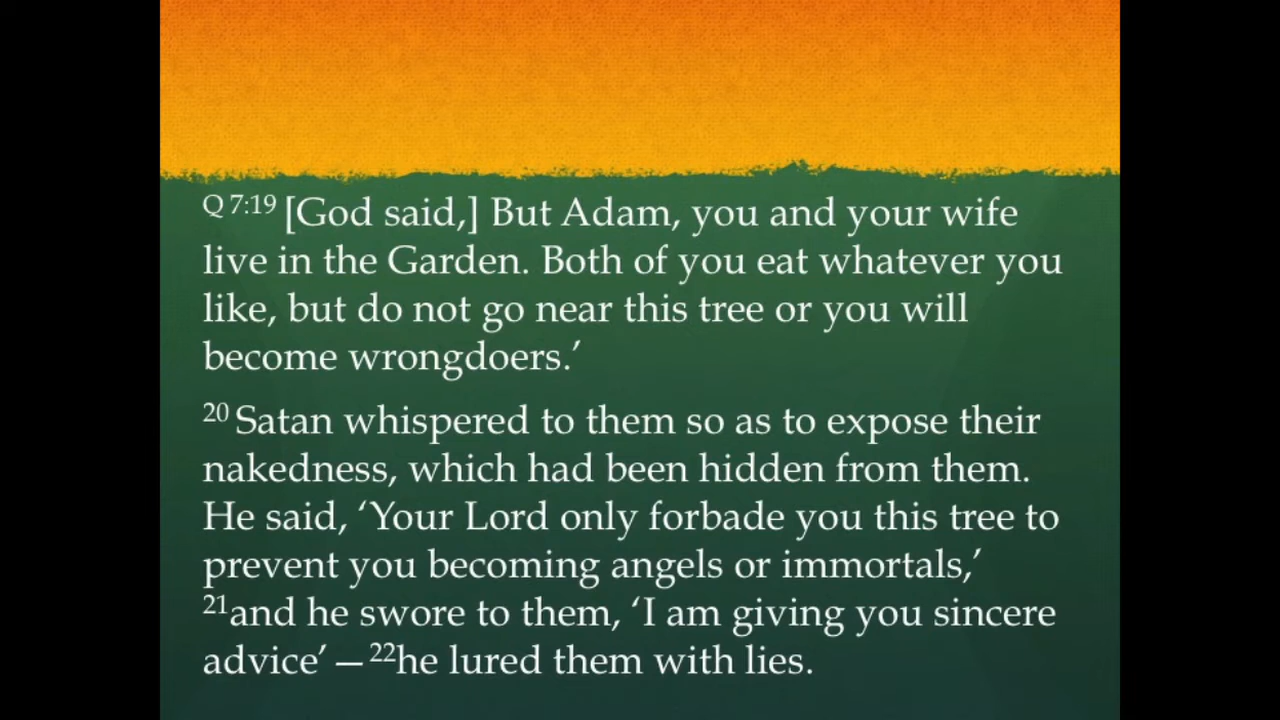 Q 7:19 [God said,] But Adam, you and your wife
live in the Garden. Both of you eat whatever you
like, but do not go near this tree or you will
become wrongdoers.’
20 Satan whispered to them so as to expose their
nakedness, which had been hidden from them.
He said, ‘Your Lord only forbade you this tree to
prevent you becoming angels or immortals,’
21and he swore to them, ‘I am giving you sincere
advice’—22he lured them with lies.